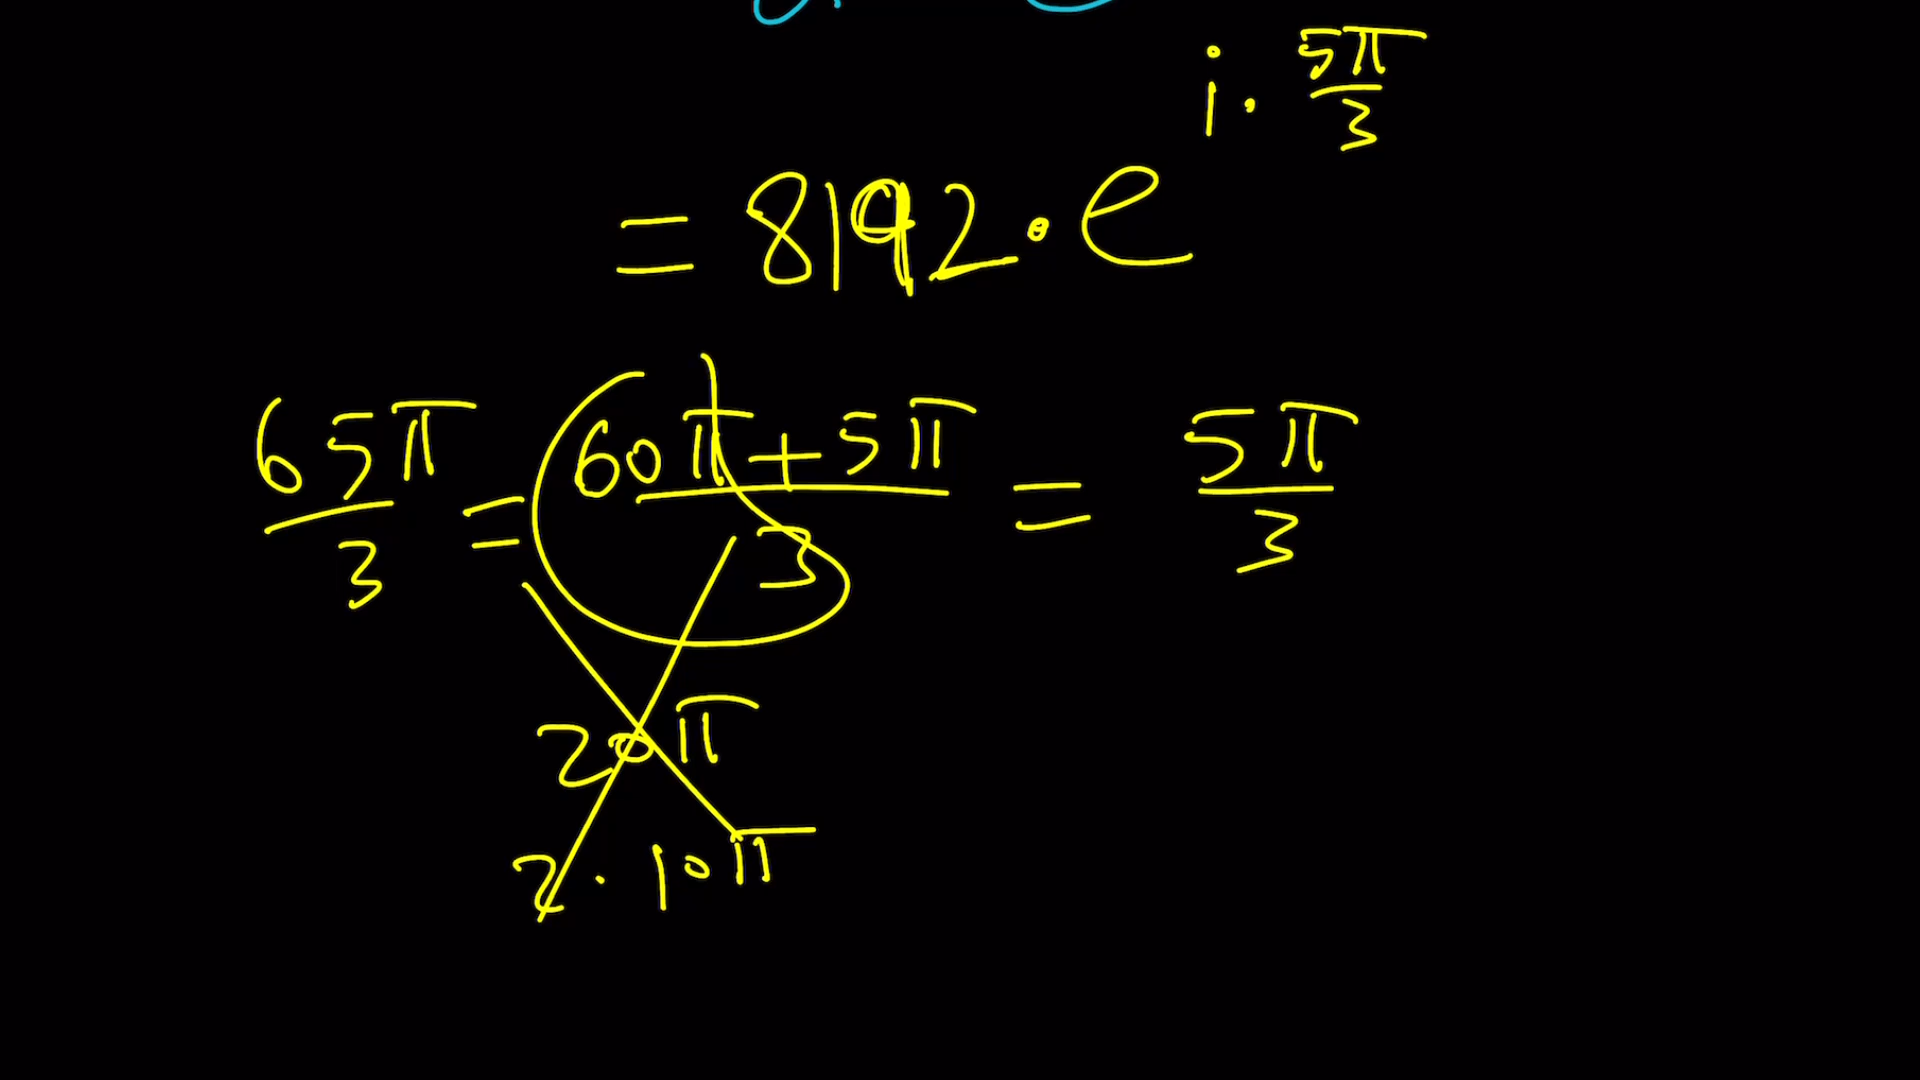 = 8192 · e^(i · 5π/3)
65π/3 = (60π + 5π)/3 = 5π/3
20π
2 · 10π